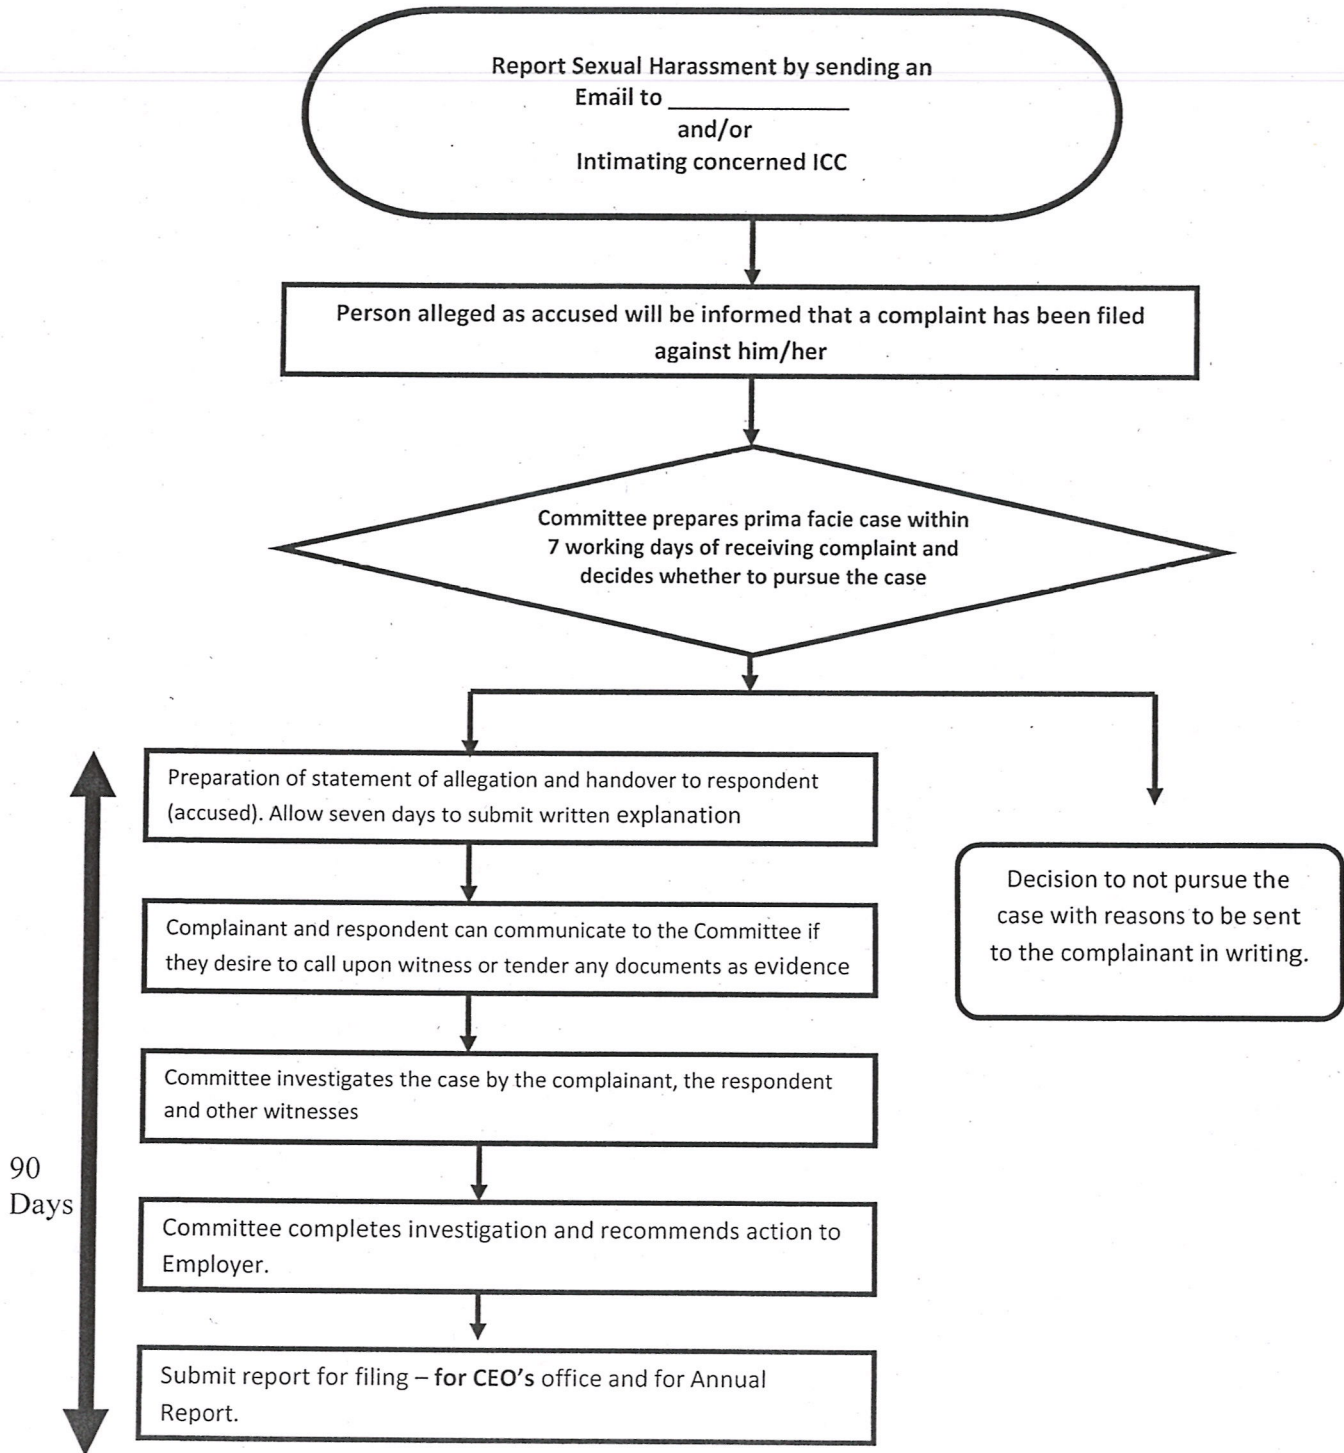 Report Sexual Harassment by sending an
Email to _______________
and/or
Intimating concerned ICC
Person alleged as accused will be informed that a complaint has been filed
against him/her
Committee prepares prima facie case within
7 working days of receiving complaint and
decides whether to pursue the case
Preparation of statement of allegation and handover to respondent
(accused). Allow seven days to submit written explanation
Decision to not pursue the
case with reasons to be sent
to the complainant in writing.
Complainant and respondent can communicate to the Committee if
they desire to call upon witness or tender any documents as evidence
Committee investigates the case by the complainant, the respondent
and other witnesses
90
Days
Committee completes investigation and recommends action to
Employer.
Submit report for filing – for CEO's office and for Annual
Report.